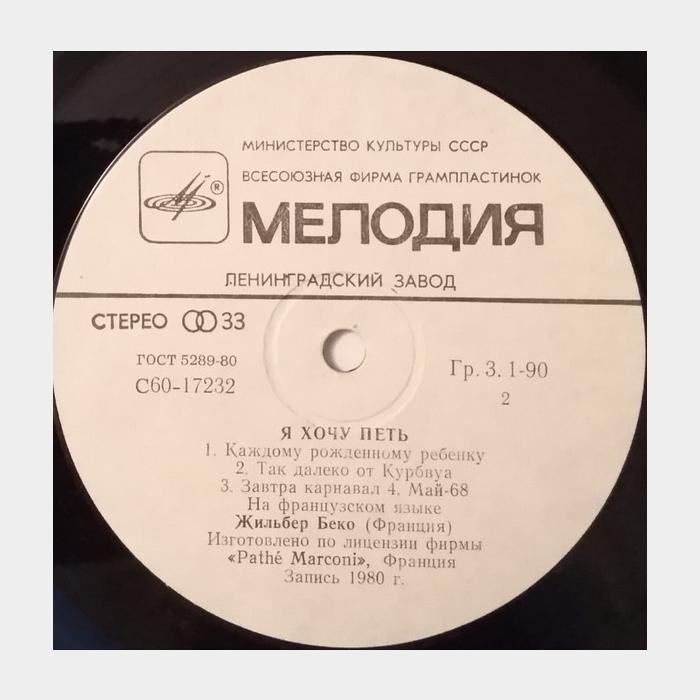 МИНИСТЕРСТВО КУЛЬТУРЫ СССР
ВСЕСОЮЗНАЯ ФИРМА ГРАМПЛАСТИНОК
®
МЕЛОДИЯ
ЛЕНИНГРАДСКИЙ ЗАВОД
СТЕРЕО 33
ГОСТ 5289-80
С60-17232
Гр. 3. 1-90
2
Я ХОЧУ ПЕТЬ
1. Каждому рожденному ребенку
2. Так далеко от Курбвуа
3. Завтра карнавал 4. Май-68
На французском языке
Жильбер Беко (Франция)
Изготовлено по лицензии фирмы
«Pathé Marconi», Франция
Запись 1980 г.